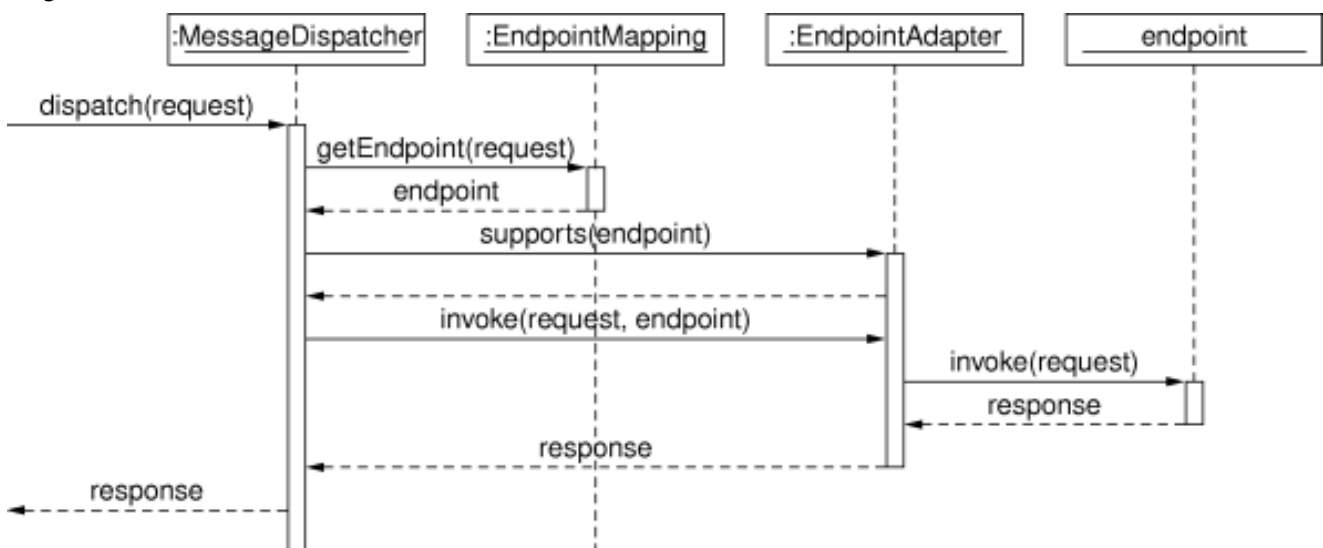 :MessageDispatcher
:EndpointMapping
:EndpointAdapter
endpoint
dispatch(request)
getEndpoint(request)
endpoint
supports(endpoint)
invoke(request, endpoint)
invoke(request)
response
response
response